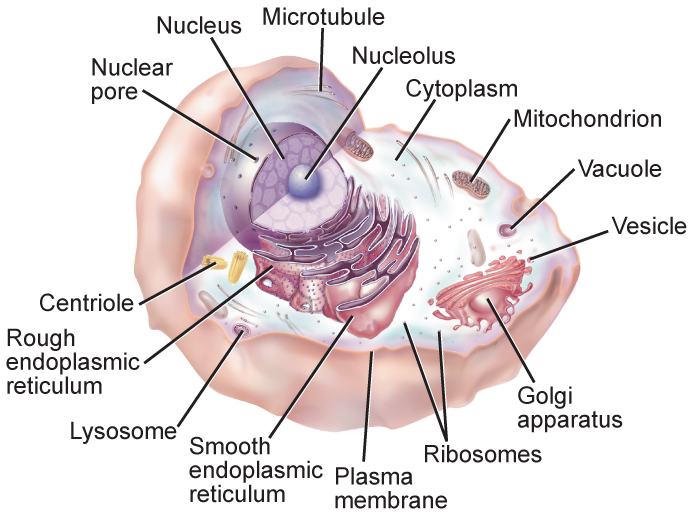 Microtubule
Nucleus
Nucleolus
Nuclear
pore
Cytoplasm
Mitochondrion
Vacuole
Vesicle
Centriole
Rough
endoplasmic
reticulum
Golgi
apparatus
Lysosome
Smooth
endoplasmic
reticulum
Ribosomes
Plasma
membrane